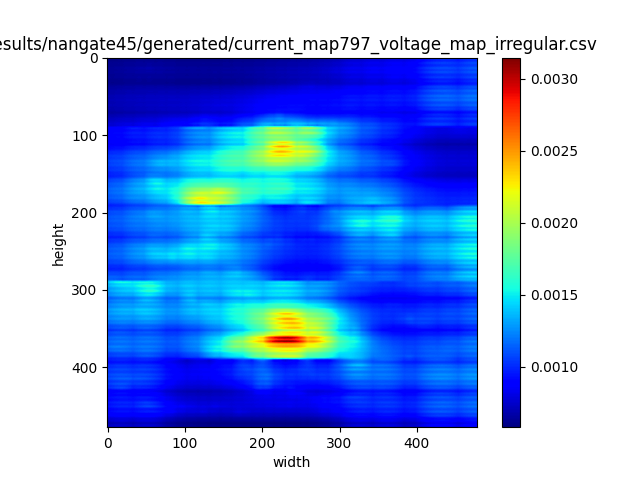 esults/nangate45/generated/current_map797_voltage_map_irregular.csv
0
100
200
300
400
height
0 100 200 300 400
width
0.0030
0.0025
0.0020
0.0015
0.0010